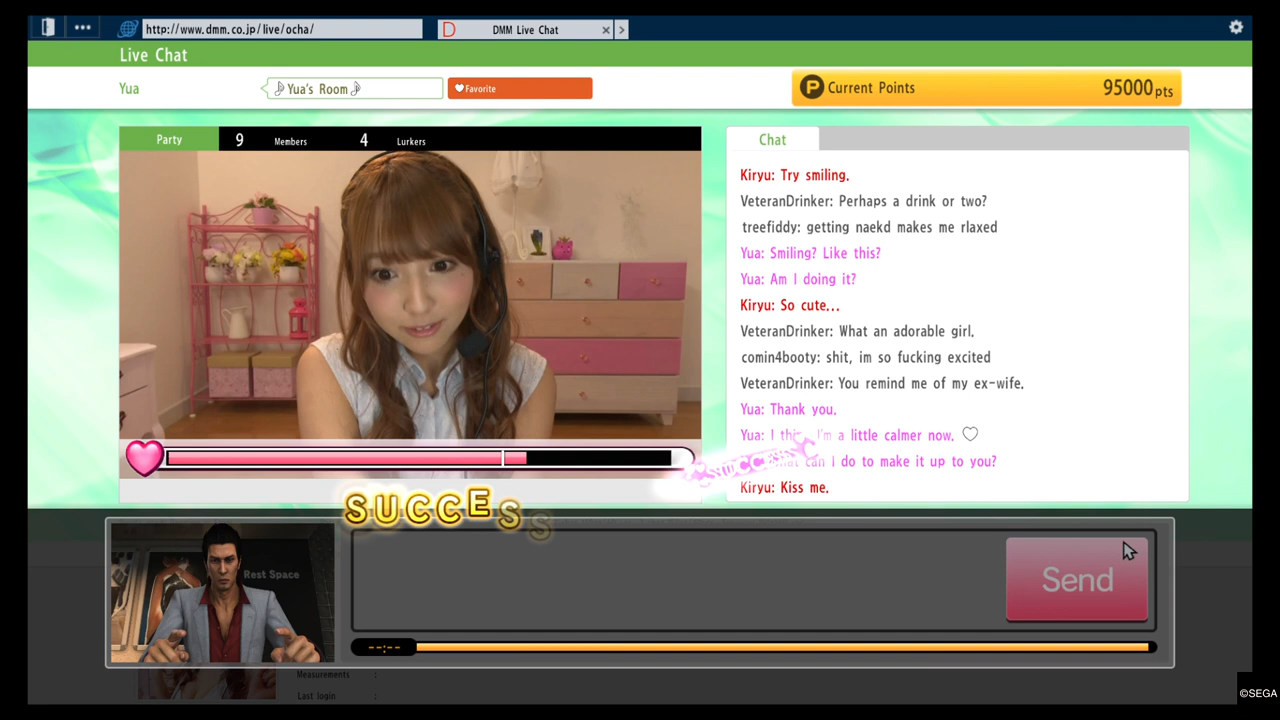 http://www.dmm.co.jp/live/ocha/
DMM Live Chat
Live Chat
Yua
Yua's Room
Favorite
Current Points
95000pts
Party
9 Members
4 Lurkers
Chat
Kiryu: Try smiling.
VeteranDrinker: Perhaps a drink or two?
treefiddy: getting naekd makes me rlaxed
Yua: Smiling? Like this?
Yua: Am I doing it?
Kiryu: So cute...
VeteranDrinker: What an adorable girl.
comin4booty: shit, im so fucking excited
VeteranDrinker: You remind me of my ex-wife.
Yua: Thank you.
Yua: I I'm a little calmer now.
can I do to make it up to you?
Kiryu: Kiss me.
SUCCESS
SUCCESS
Rest Space
Send
--:--
Measurements :
Last login :
©SEGA